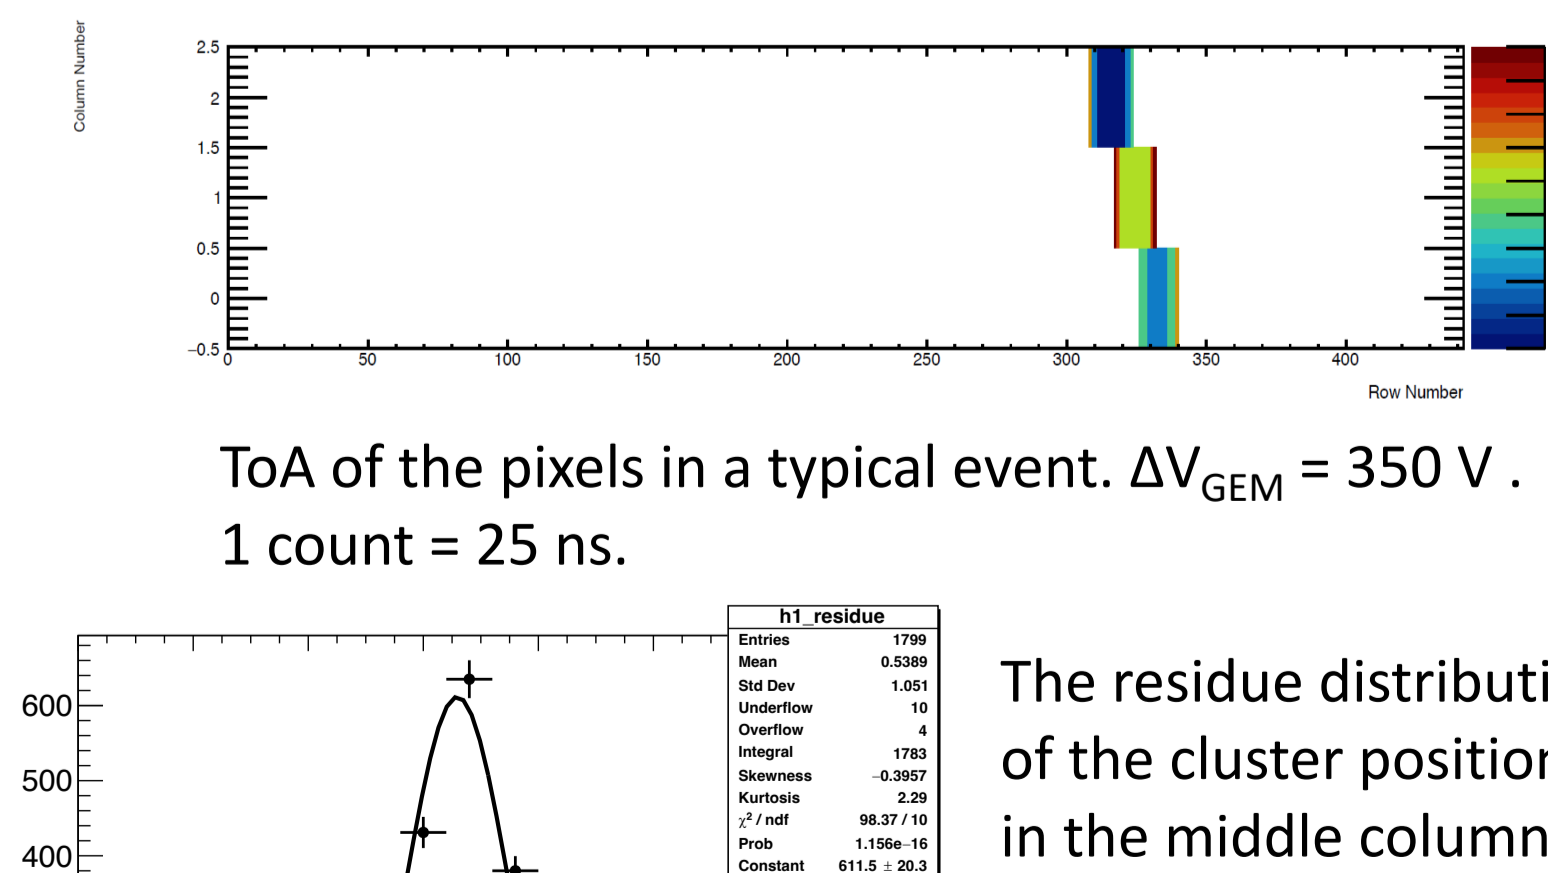 Column Number
2.5
2
1.5
1
0.5
0
−0.5
0 50 100 150 200 250 300 350 400
Row Number
ToA of the pixels in a typical event. ΔVGEM = 350 V .
1 count = 25 ns.
600
500
400
h1_residue
Entries 1799
Mean 0.5389
Std Dev 1.051
Underflow 10
Overflow 4
Integral 1783
Skewness −0.3957
Kurtosis 2.29
χ² / ndf 98.37 / 10
Prob 1.156e−16
Constant 611.5 ± 20.3
The residue distributi
of the cluster position
in the middle column